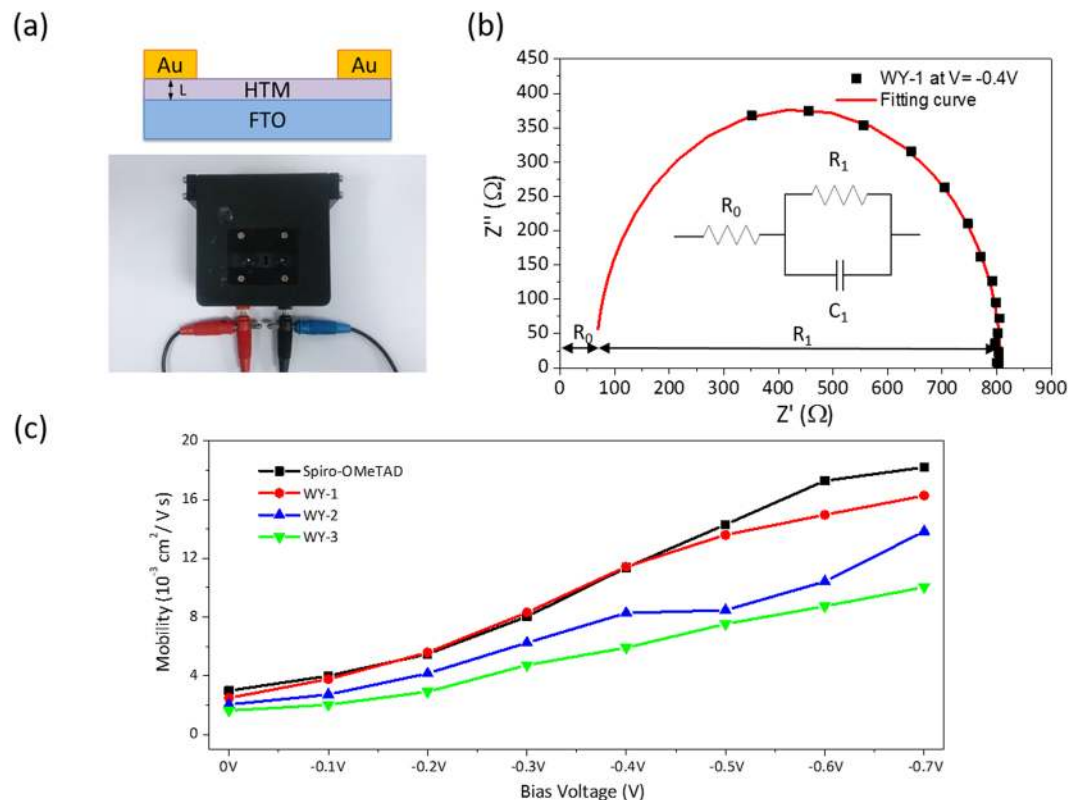 (a)
Au Au
L
HTM
FTO
(b)
Z'' (Ω)
450
400
350
300
250
200
150
100
50
0
WY-1 at V= -0.4V
Fitting curve
R₁
R₀
C₁
R₀ R₁
0 100 200 300 400 500 600 700 800 900
Z' (Ω)
(c)
Mobility (10⁻³ cm²/ V s)
20
16
12
8
4
0
Spiro-OMeTAD
WY-1
WY-2
WY-3
0V -0.1V -0.2V -0.3V -0.4V -0.5V -0.6V -0.7V
Bias Voltage (V)